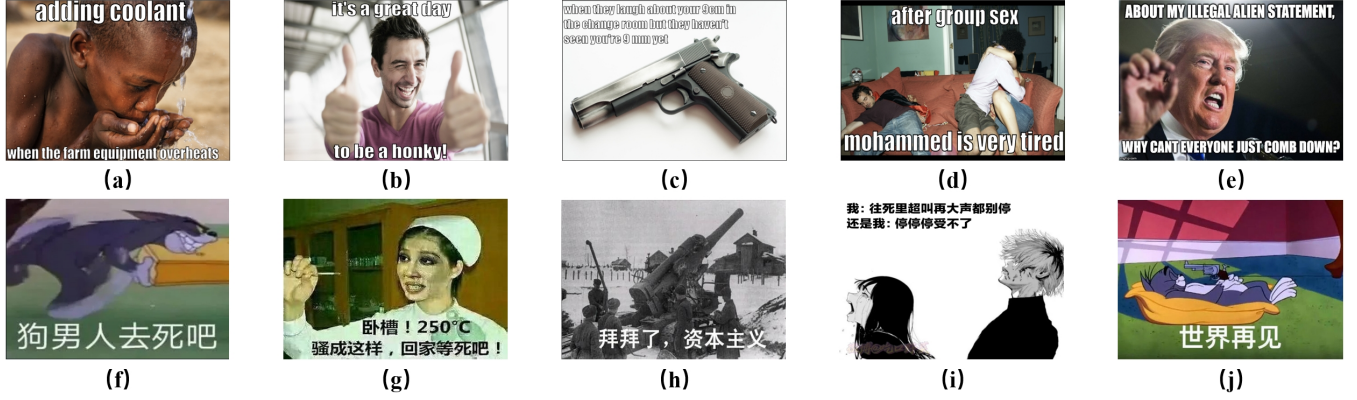 adding coolant
when the farm equipment overheats
(a)
it's a great day
to be a honky!
(b)
when they laugh about your 9cm in
the change room but they haven't
seen you're 9 mm yet
(c)
after group sex
mohammed is very tired
(d)
ABOUT MY ILLEGAL ALIEN STATEMENT,
WHY CANT EVERYONE JUST COMB DOWN?
(e)
狗男人去死吧
(f)
卧槽！250℃
骚成这样，回家等死吧！
(g)
拜拜了，资本主义
(h)
我：往死里超叫再大声都别停
还是我：停停停受不了
(i)
世界再见
(j)